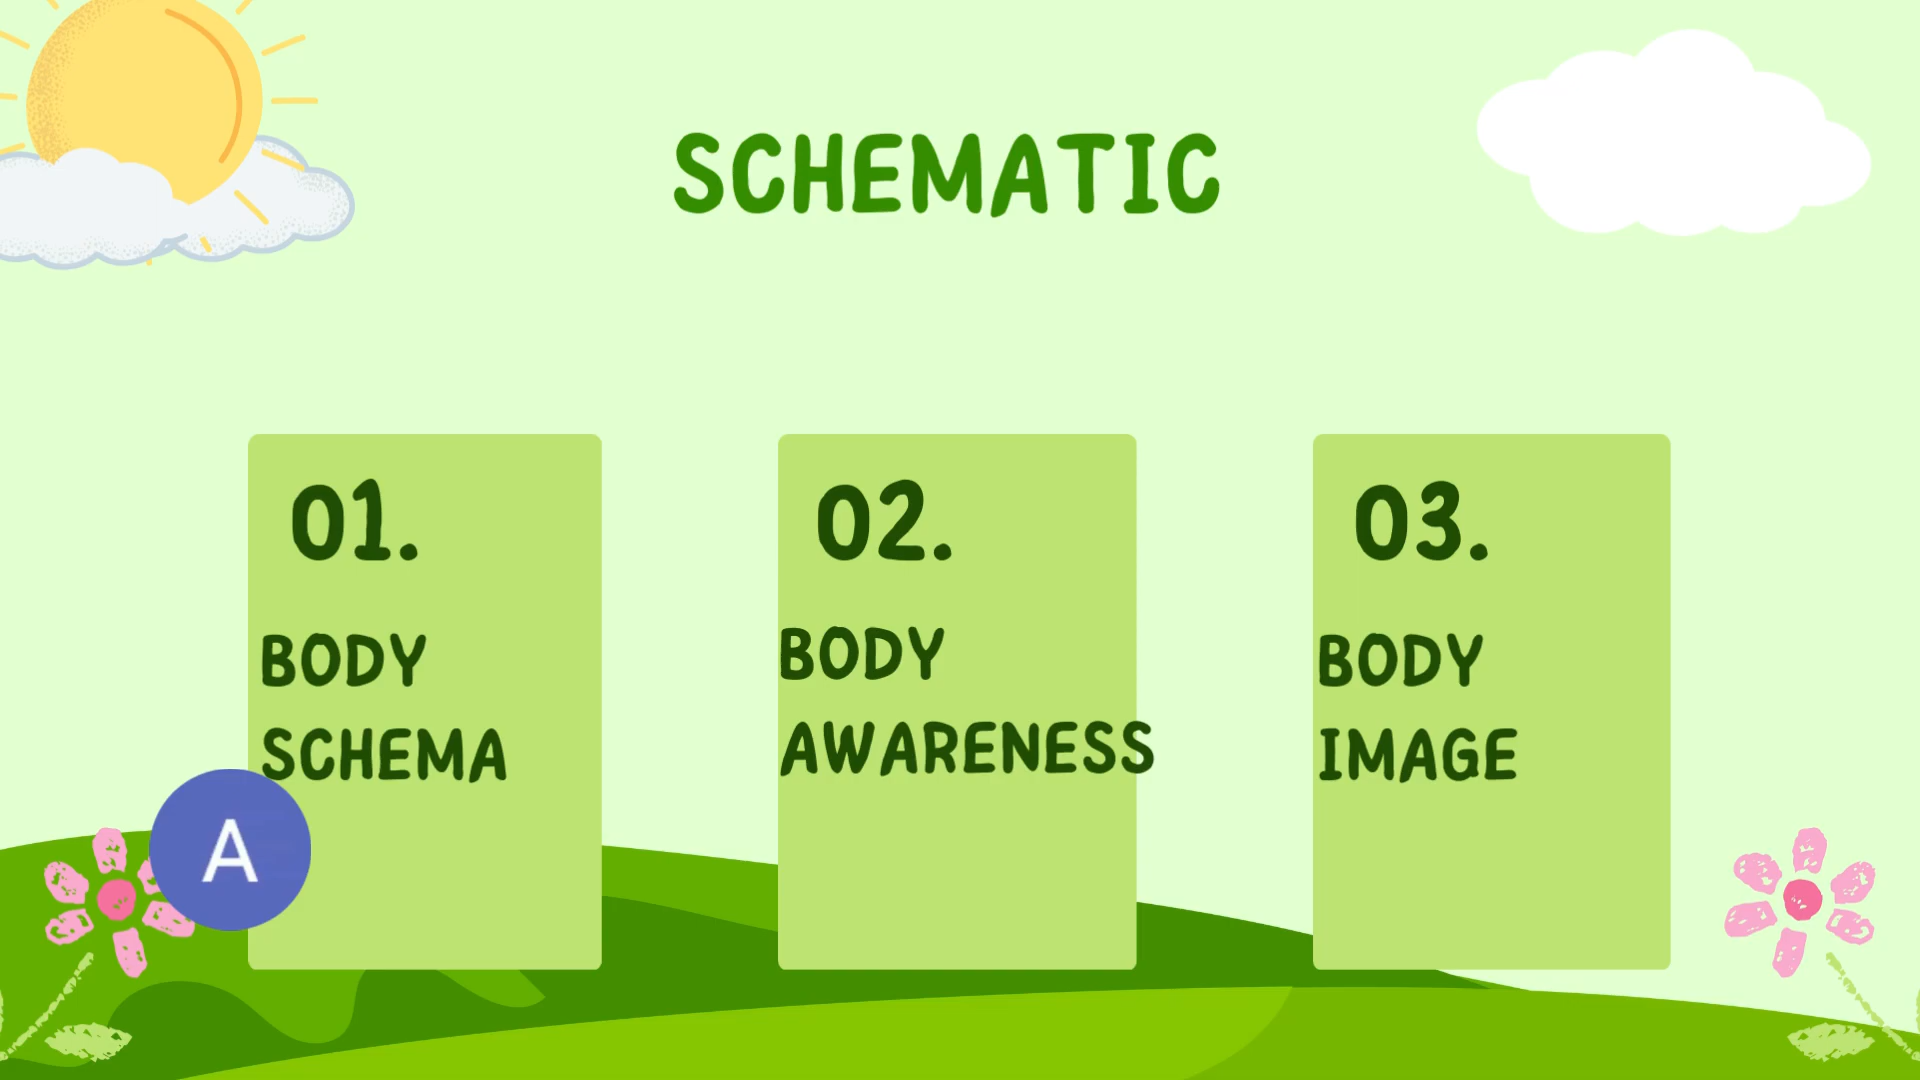 SCHEMATIC
01.
BODY
SCHEMA
02.
BODY
AWARENESS
03.
BODY
IMAGE
A